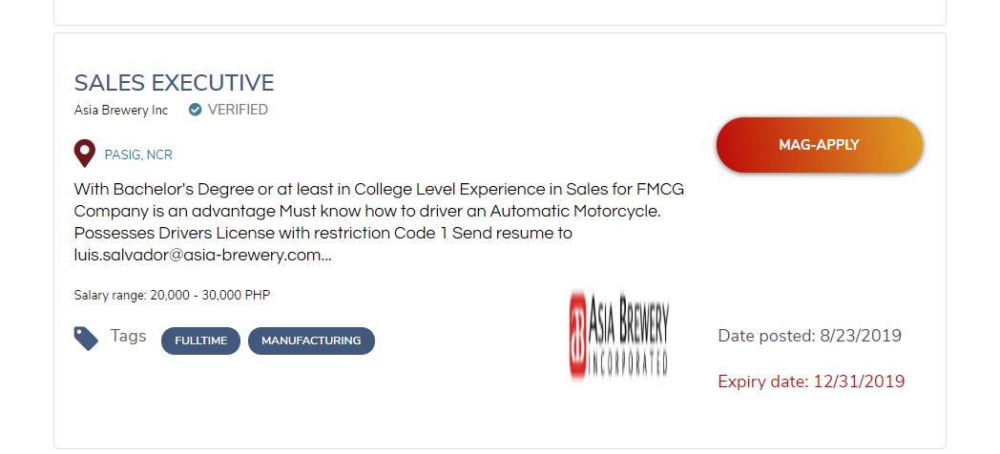 SALES EXECUTIVE
Asia Brewery Inc VERIFIED
PASIG, NCR
MAG-APPLY
With Bachelor's Degree or at least in College Level Experience in Sales for FMCG
Company is an advantage Must know how to driver an Automatic Motorcycle.
Possesses Drivers License with restriction Code 1 Send resume to
luis.salvador@asia-brewery.com...
Salary range: 20,000 - 30,000 PHP
Tags FULLTIME MANUFACTURING
ASIA BREWERY
INCORPORATED
Date posted: 8/23/2019
Expiry date: 12/31/2019